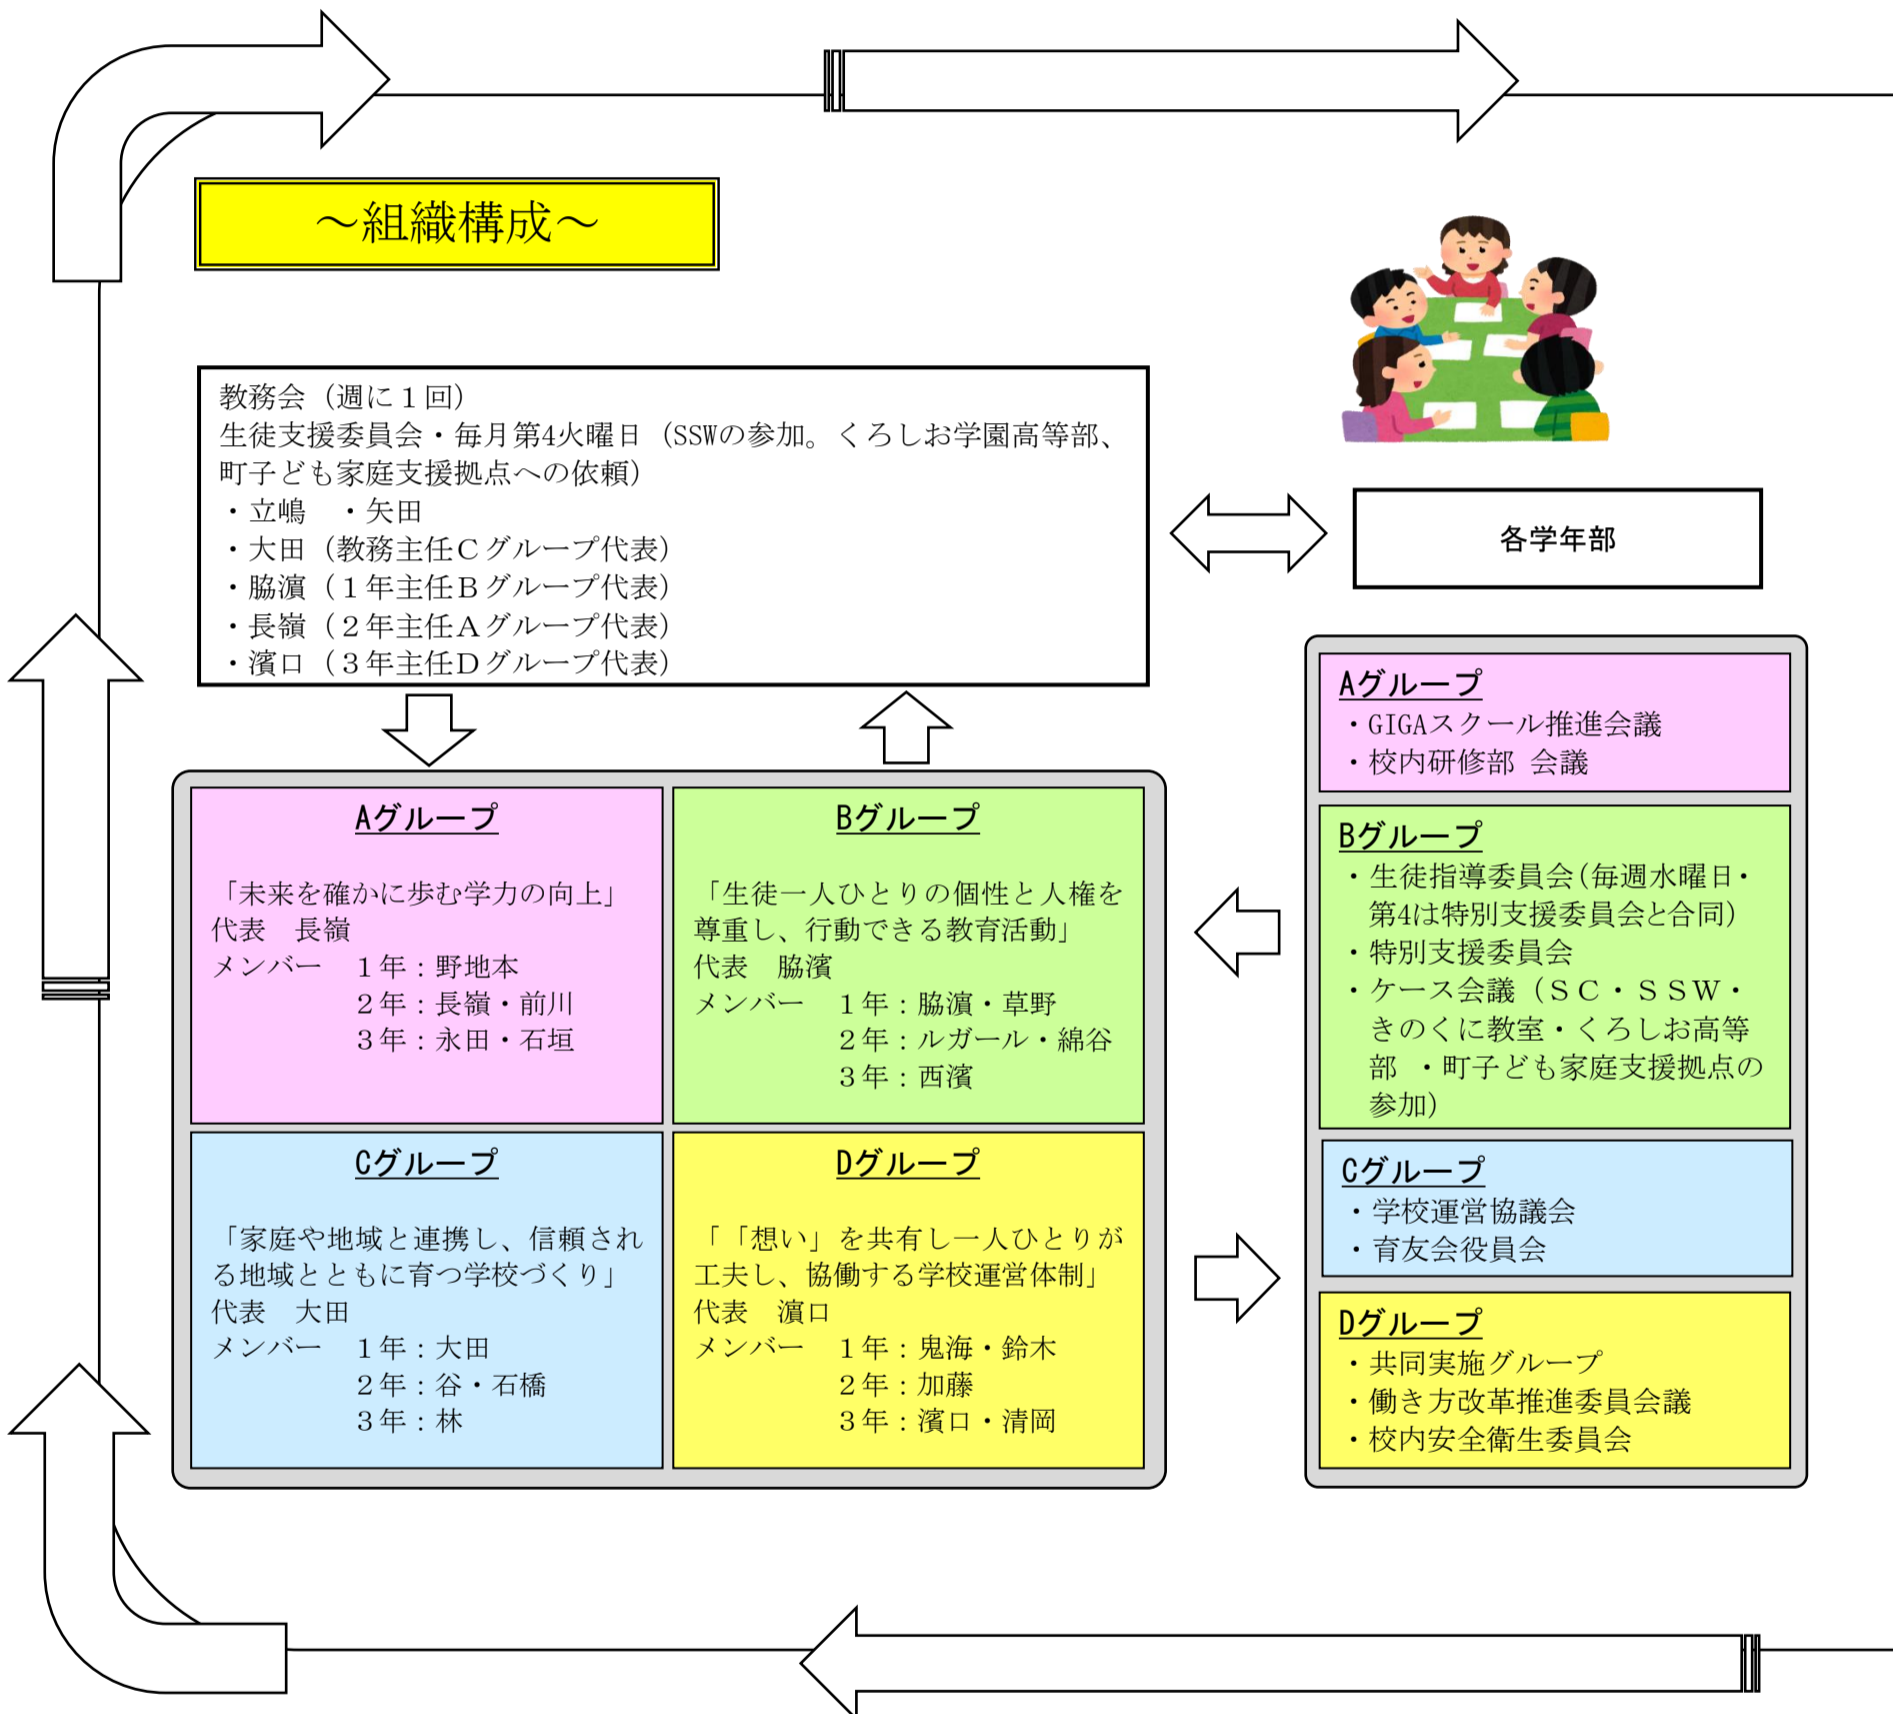 ～組織構成～
教務会（週に１回）
生徒支援委員会・毎月第4火曜日（SSWの参加。くろしお学園高等部、
町子ども家庭支援拠点への依頼）
・立嶋　・矢田
・大田（教務主任Ｃグループ代表）
・脇濵（１年主任Ｂグループ代表）
・長嶺（２年主任Ａグループ代表）
・濱口（３年主任Ｄグループ代表）
各学年部
Aグループ
「未来を確かに歩む学力の向上」
代表　長嶺
メンバー　１年：野地本
２年：長嶺・前川
３年：永田・石垣
Bグループ
「生徒一人ひとりの個性と人権を
尊重し、行動できる教育活動」
代表　脇濱
メンバー　１年：脇濵・草野
２年：ルガール・綿谷
３年：西濱
Cグループ
「家庭や地域と連携し、信頼され
る地域とともに育つ学校づくり」
代表　大田
メンバー　１年：大田
２年：谷・石橋
３年：林
Dグループ
「「想い」を共有し一人ひとりが
工夫し、協働する学校運営体制」
代表　濵口
メンバー　１年：鬼海・鈴木
２年：加藤
３年：濱口・清岡
Aグループ
・GIGAスクール推進会議
・校内研修部 会議
Bグループ
・生徒指導委員会(毎週水曜日・
第4は特別支援委員会と合同)
・特別支援委員会
・ケース会議（ＳＣ・ＳＳＷ・
きのくに教室・くろしお高等
部 ・町子ども家庭支援拠点の
参加）
Cグループ
・学校運営協議会
・育友会役員会
Dグループ
・共同実施グループ
・働き方改革推進委員会議
・校内安全衛生委員会